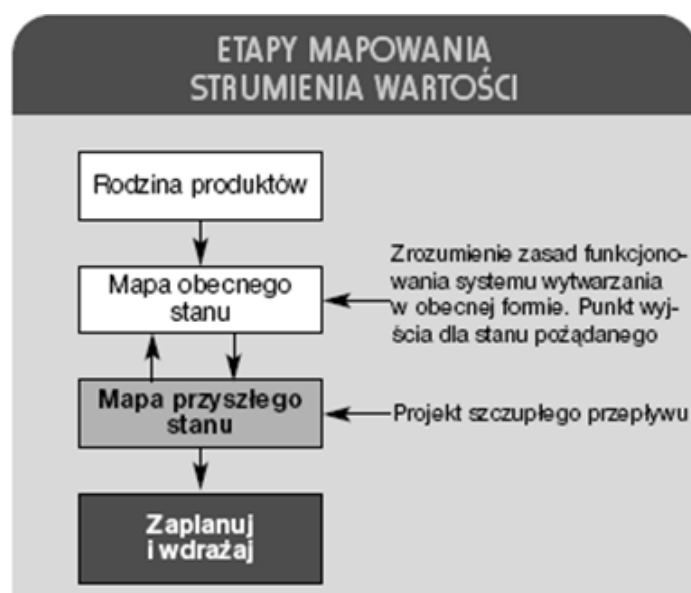 ETAPY MAPOWANIA
STRUMIENIA WARTOŚCI
Rodzina produktów
Mapa obecnego
stanu
Zrozumienie zasad funkcjono-
wania systemu wytwarzania
w obecnej formie. Punkt wyj-
ścia dla stanu pożądanego
Mapa przyszłego
stanu
Projekt szczupłego przepływu
Zaplanuj
i wdrażaj